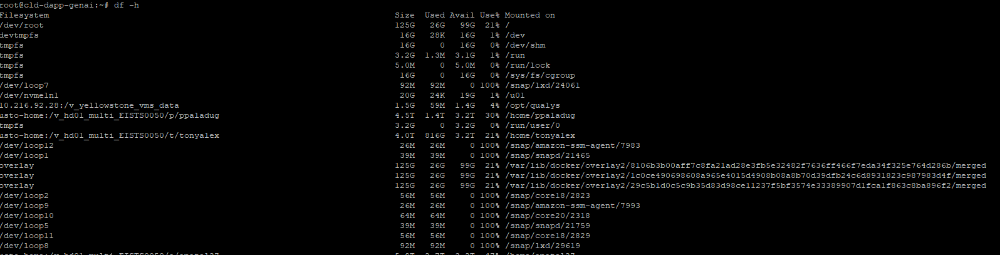 root@cld-dapp-genai:~# df -h
Filesystem Size Used Avail Use% Mounted on
/dev/root 125G 26G 99G 21% /
devtmpfs 16G 28K 16G 1% /dev
tmpfs 16G 0 16G 0% /dev/shm
tmpfs 3.2G 1.3M 3.1G 1% /run
tmpfs 5.0M 0 5.0M 0% /run/lock
tmpfs 16G 0 16G 0% /sys/fs/cgroup
/dev/loop7 92M 92M 0 100% /snap/lxd/24061
/dev/nvme1n1 20G 24K 19G 1% /u01
10.216.92.28:/v_yellowstone_vms_data 1.5G 59M 1.4G 4% /opt/qualys
usto-home:/v_hd01_multi_EISTS0050/p/ppaladug 4.5T 1.4T 3.2T 30% /home/ppaladug
tmpfs 3.2G 0 3.2G 0% /run/user/0
usto-home:/v_hd01_multi_EISTS0050/t/tonyalex 4.0T 816G 3.2T 21% /home/tonyalex
/dev/loop12 26M 26M 0 100% /snap/amazon-ssm-agent/7983
/dev/loop1 39M 39M 0 100% /snap/snapd/21465
overlay 125G 26G 99G 21% /var/lib/docker/overlay2/8106b3b00aff7c8fa21ad28e3fb5e32482f7636ff466f7eda34f325e764d286b/merged
overlay 125G 26G 99G 21% /var/lib/docker/overlay2/1c0ce490698608a965e4015d4908b08a8b70d39dfb24c6d8931823c987983d4f/merged
overlay 125G 26G 99G 21% /var/lib/docker/overlay2/29c5b1d0c5c9b35d83d98ce11237f5bf3574e33389907d1fca1f863c8ba896f2/merged
/dev/loop2 56M 56M 0 100% /snap/core18/2823
/dev/loop9 26M 26M 0 100% /snap/amazon-ssm-agent/7993
/dev/loop10 64M 64M 0 100% /snap/core20/2318
/dev/loop5 39M 39M 0 100% /snap/snapd/21759
/dev/loop11 56M 56M 0 100% /snap/core18/2829
/dev/loop8 92M 92M 0 100% /snap/lxd/29619